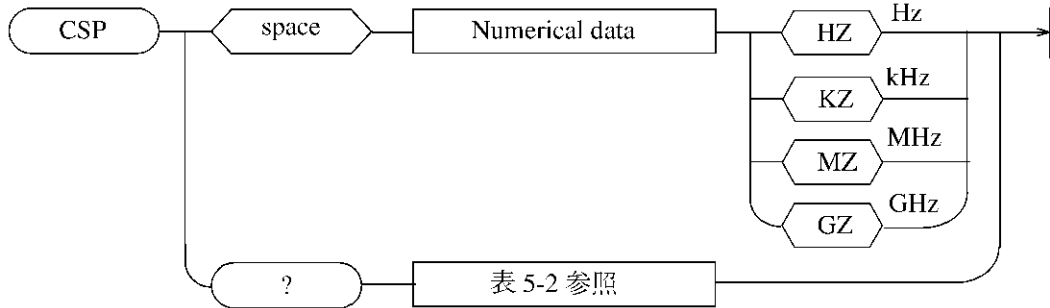 CSP space Numerical data HZ Hz
KZ kHz
MZ MHz
GZ GHz
? 表 5-2 参照